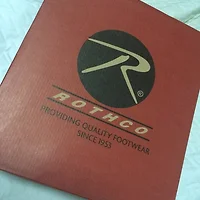 R
ROTHCO
PROVIDING QUALITY FOOTWEAR
SINCE 1953